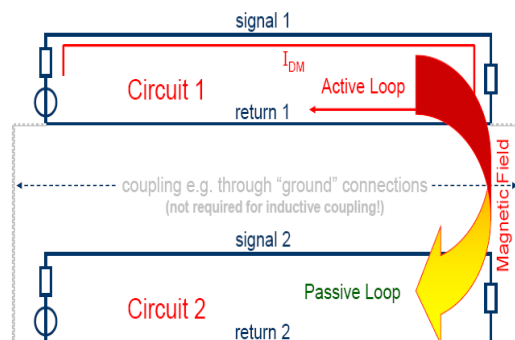 signal 1
I_DM
Circuit 1
Active Loop
return 1
Magnetic Field
coupling e.g. through “ground” connections
(not required for inductive coupling!)
signal 2
Passive Loop
Circuit 2
return 2